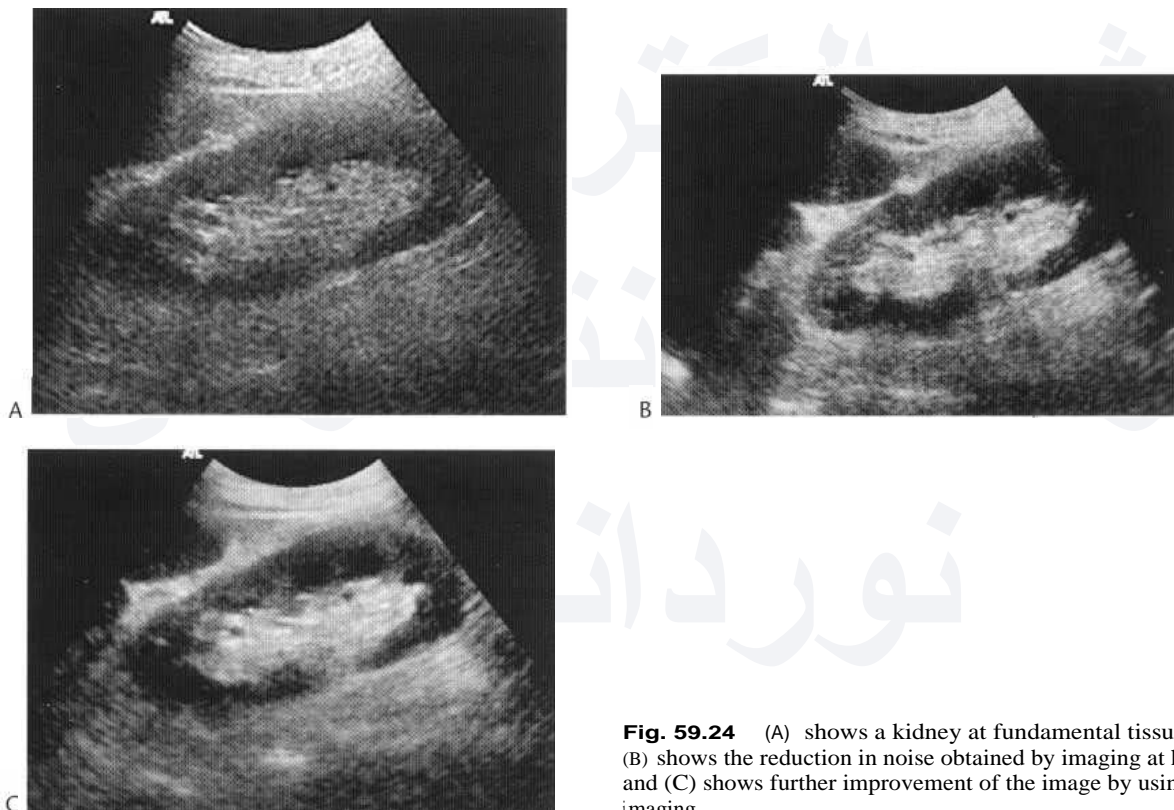 ATL
ATL
A
B
ATL
C
Fig. 59.24 (A) shows a kidney at fundamental tissu
(B) shows the reduction in noise obtained by imaging at
and (C) shows further improvement of the image by usin
imaging